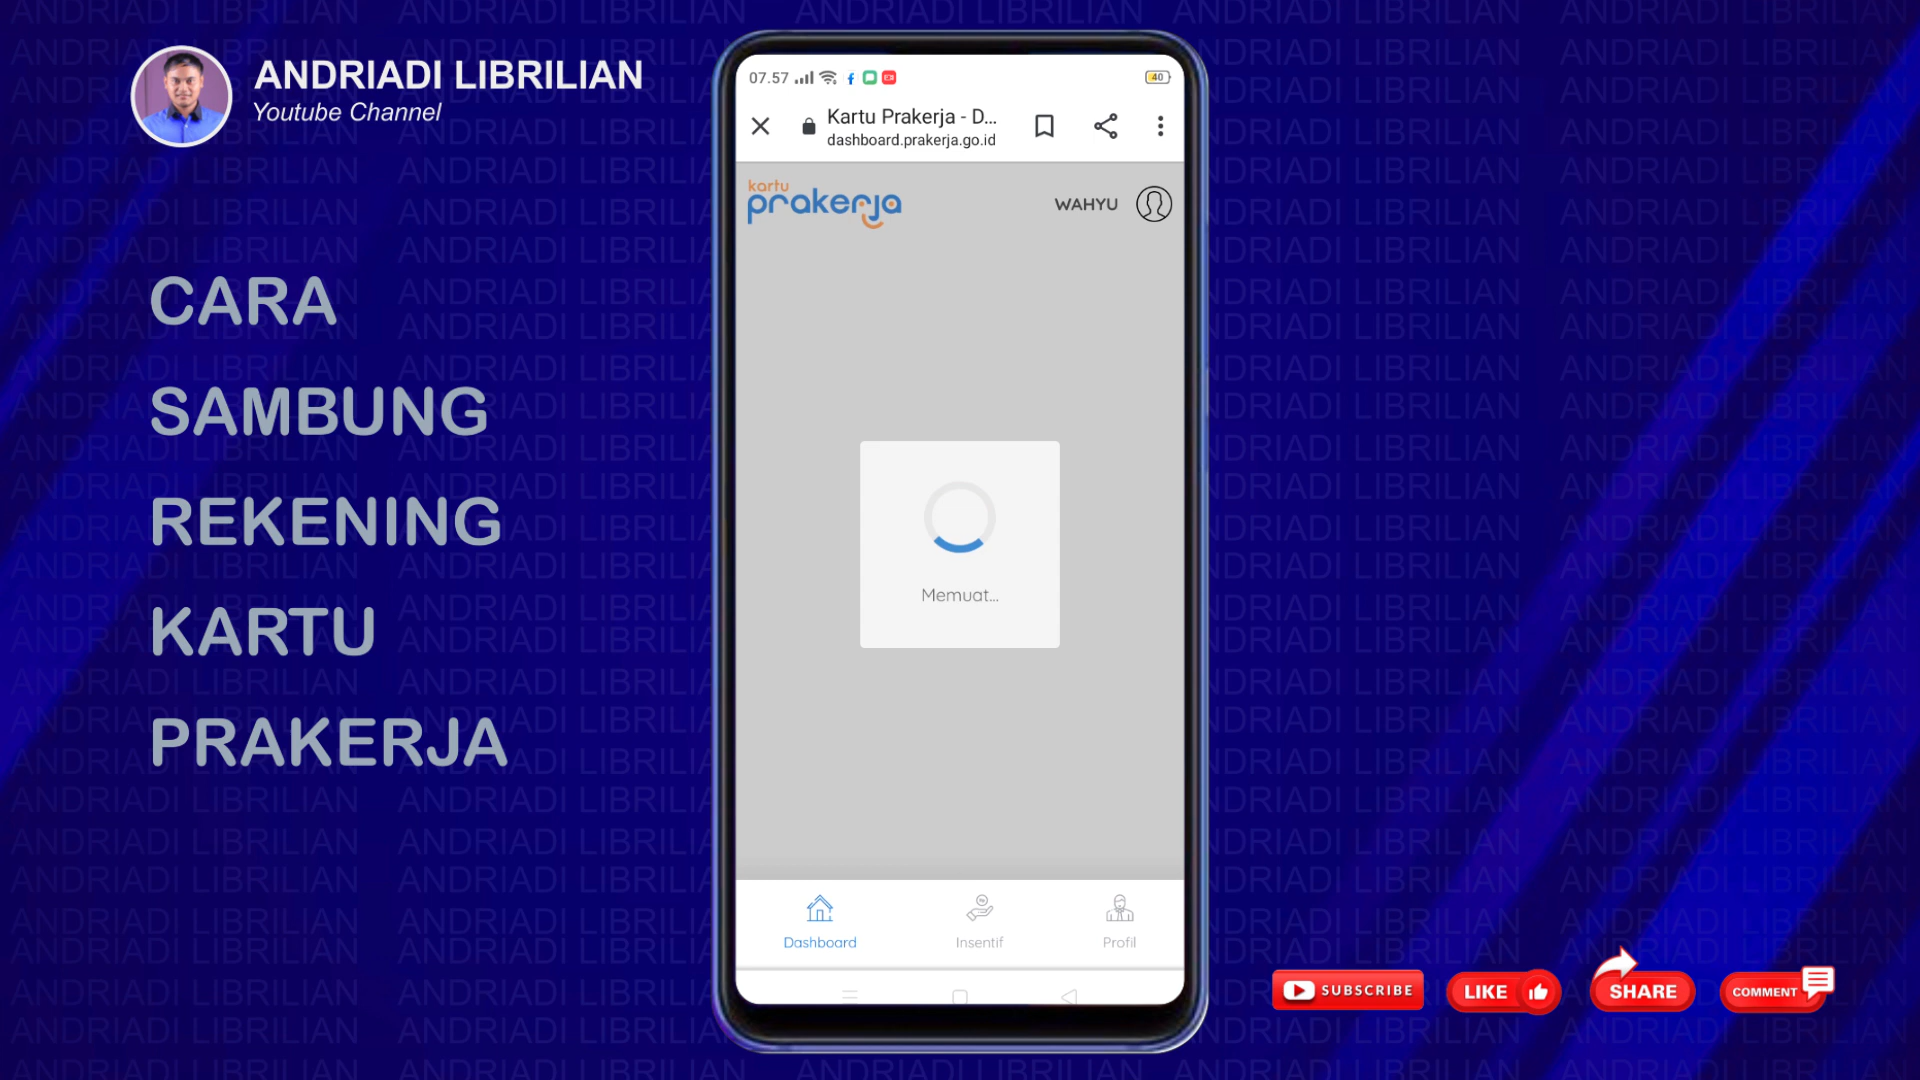 ANDRIADI LIBRILIAN
Youtube Channel
CARA
SAMBUNG
REKENING
KARTU
PRAKERJA
07.57
40
Kartu Prakerja - D...
dashboard.prakerja.go.id
kartu
prakerja
WAHYU
Memuat...
Dashboard
Insentif
Profil
SUBSCRIBE
LIKE
SHARE
COMMENT